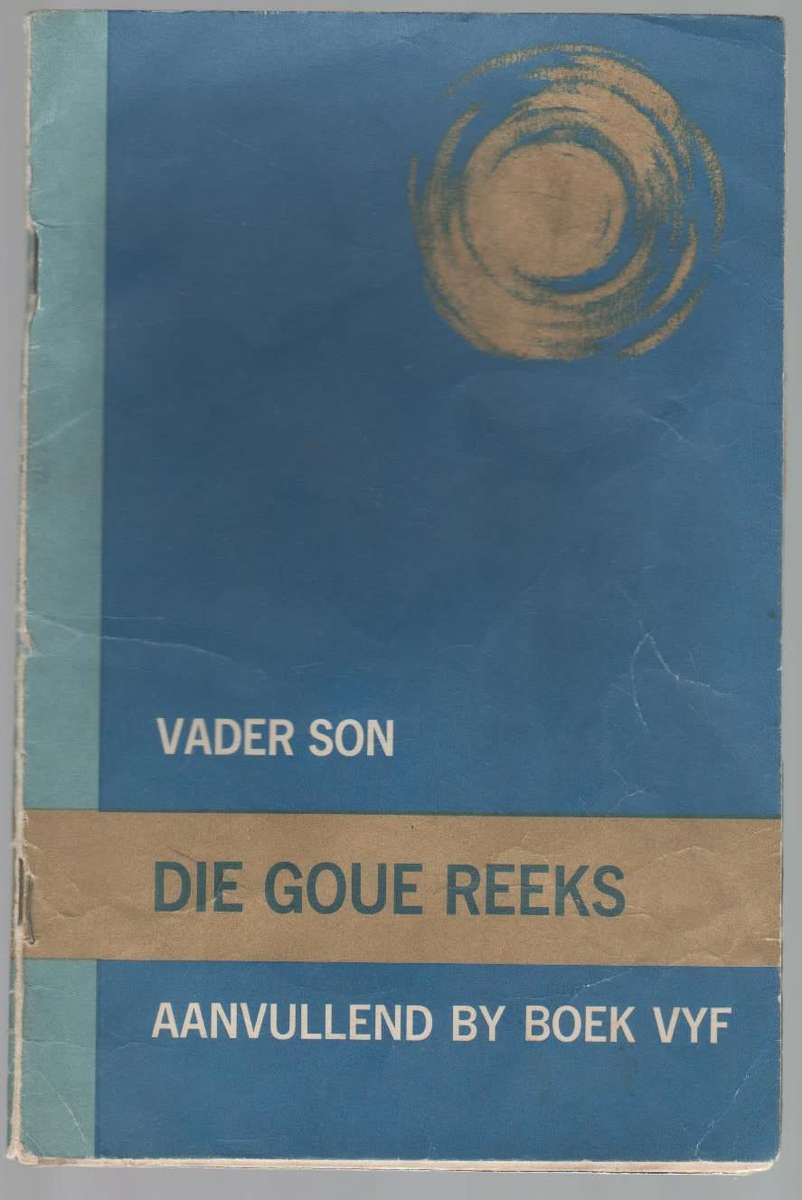 VADER SON
DIE GOUE REEKS
AANVULLEND BY BOEK VYF